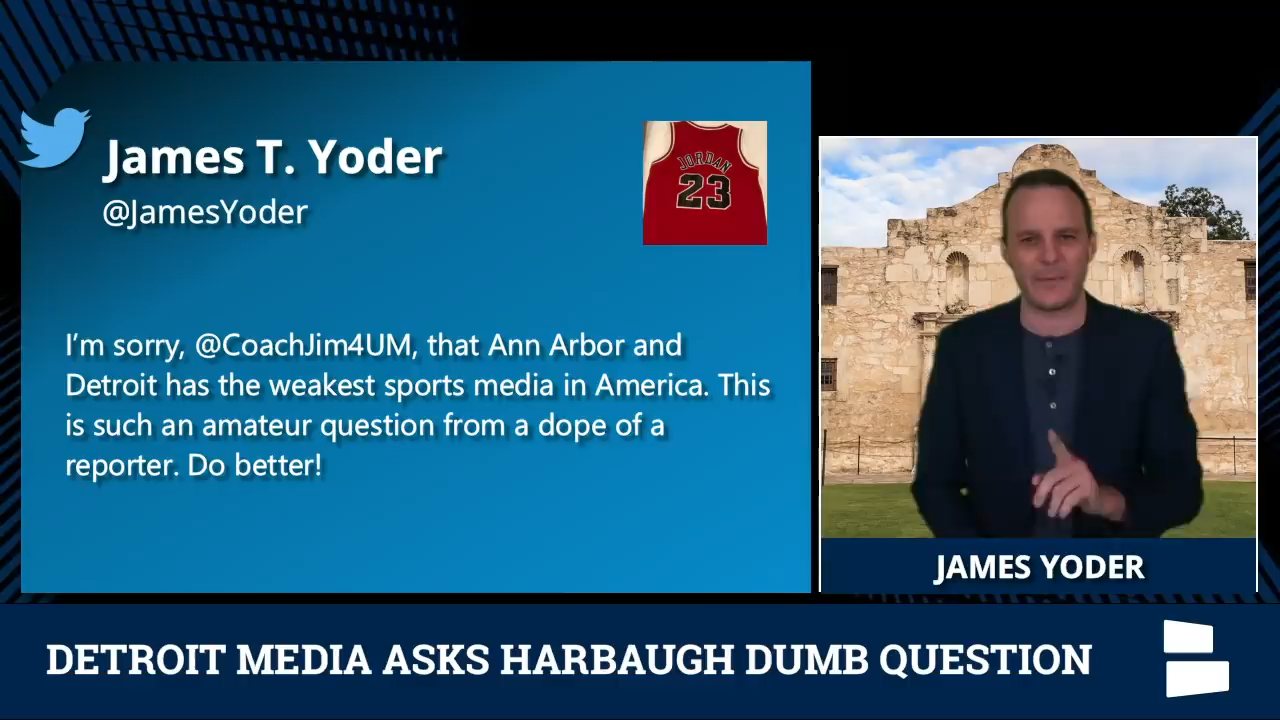 James T. Yoder
@JamesYoder
JORDAN
23
I'm sorry, @CoachJim4UM, that Ann Arbor and
Detroit has the weakest sports media in America. This
is such an amateur question from a dope of a
reporter. Do better!
JAMES YODER
DETROIT MEDIA ASKS HARBAUGH DUMB QUESTION